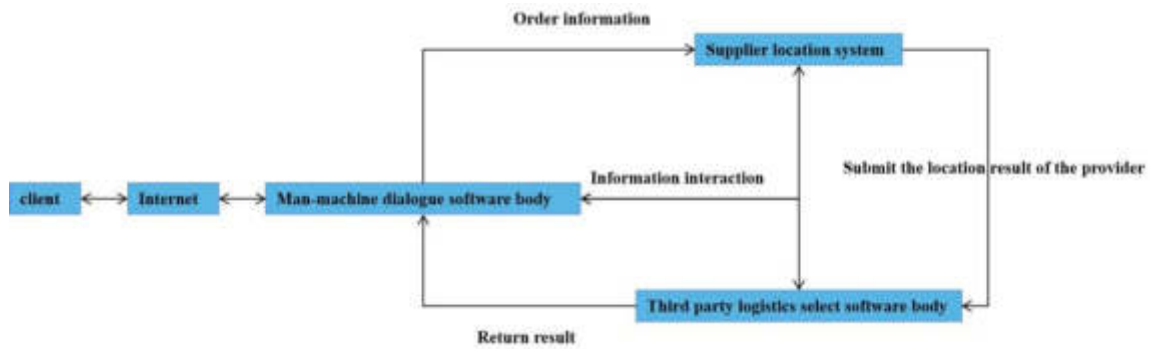 Order information
Supplier location system
Submit the location result of the provider
Information interaction
client
Internet
Man-machine dialogue software body
Third party logistics select software body
Return result